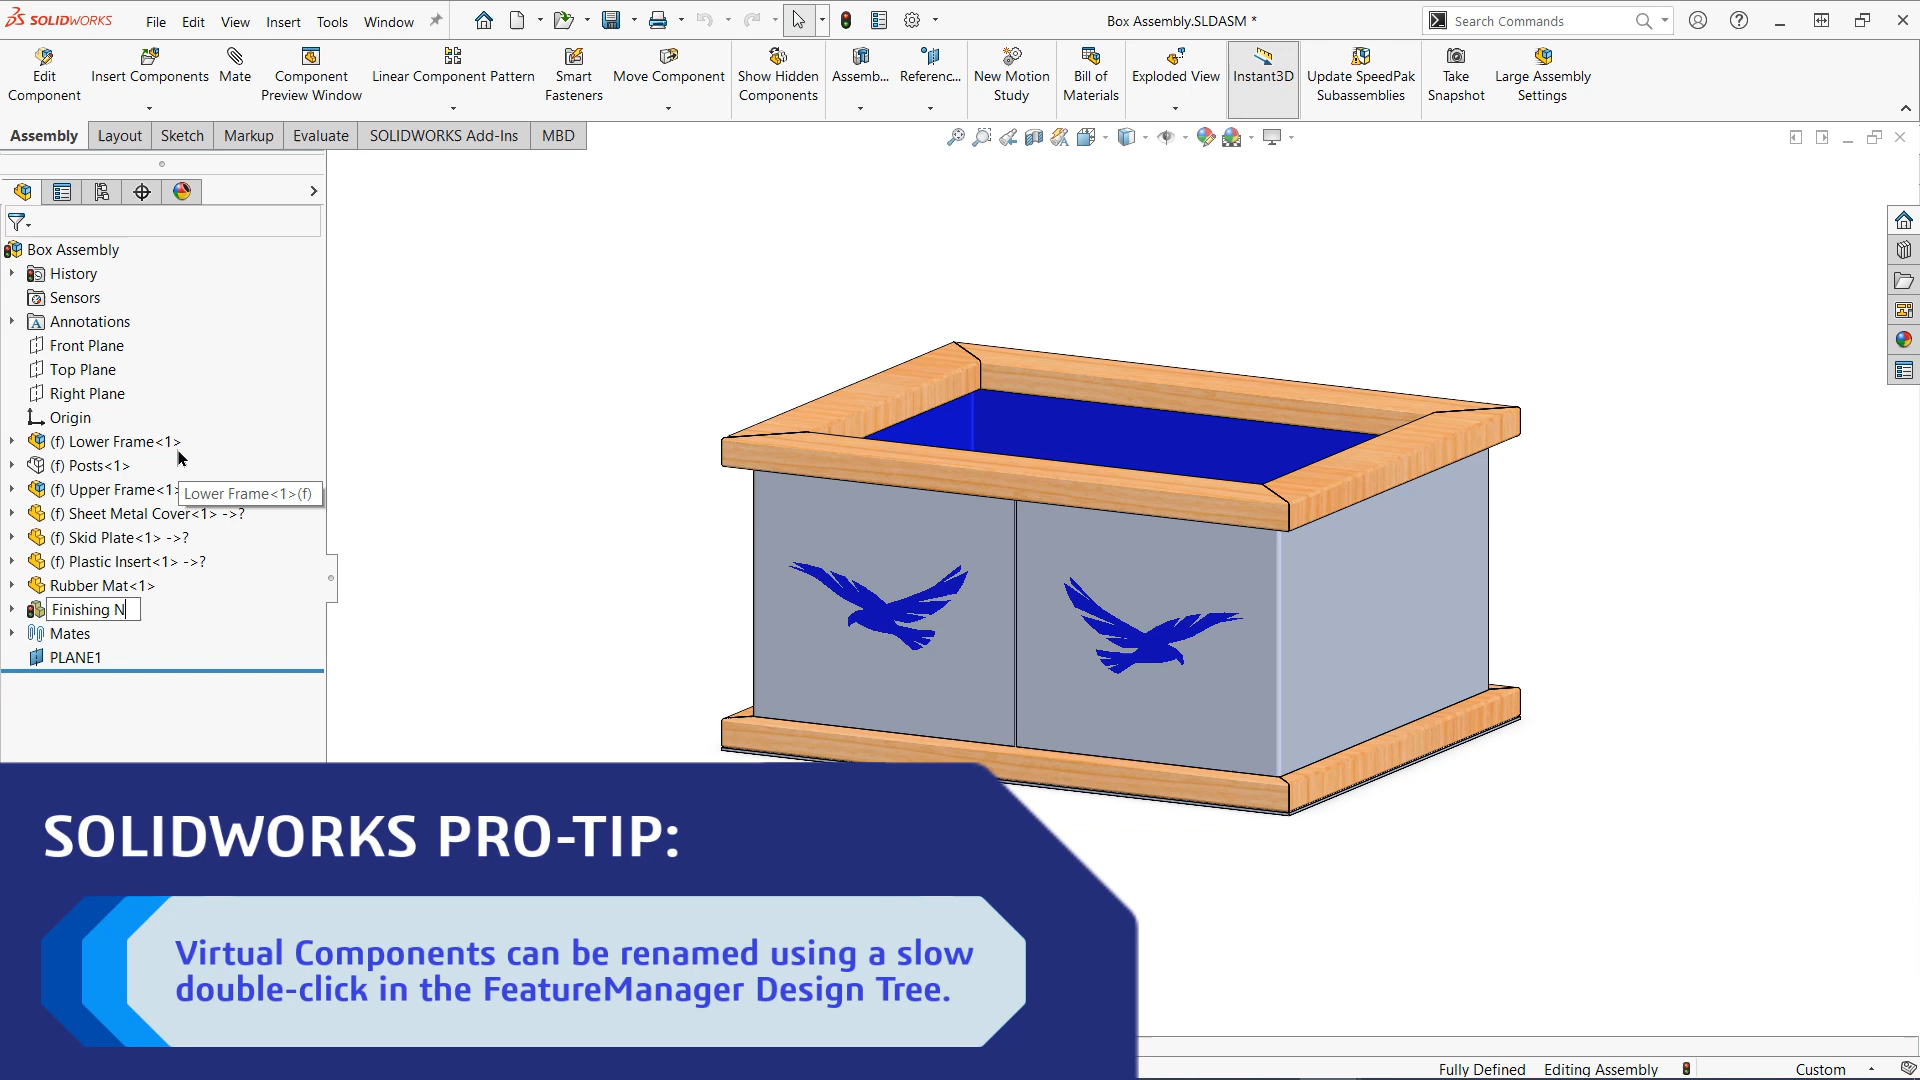 SOLIDWORKS File Edit View Insert Tools Window Box Assembly.SLDASM * Search Commands
Edit Component
Insert Components
Mate
Component Preview Window
Linear Component Pattern
Smart Fasteners
Move Component
Show Hidden Components
Assemb...
Referenc...
New Motion Study
Bill of Materials
Exploded View
Instant3D
Update SpeedPak Subassemblies
Take Snapshot
Large Assembly Settings
Assembly Layout Sketch Markup Evaluate SOLIDWORKS Add-Ins MBD
Box Assembly
History
Sensors
Annotations
Front Plane
Top Plane
Right Plane
Origin
(f) Lower Frame<1>
(f) Posts<1>
(f) Upper Frame<1>
Lower Frame<1>(f)
(f) Sheet Metal Cover<1> ->?
(f) Skid Plate<1> ->?
(f) Plastic Insert<1> ->?
Rubber Mat<1>
Finishing N
Mates
PLANE1
SOLIDWORKS PRO-TIP:
Virtual Components can be renamed using a slow
double-click in the FeatureManager Design Tree.
Fully Defined Editing Assembly Custom